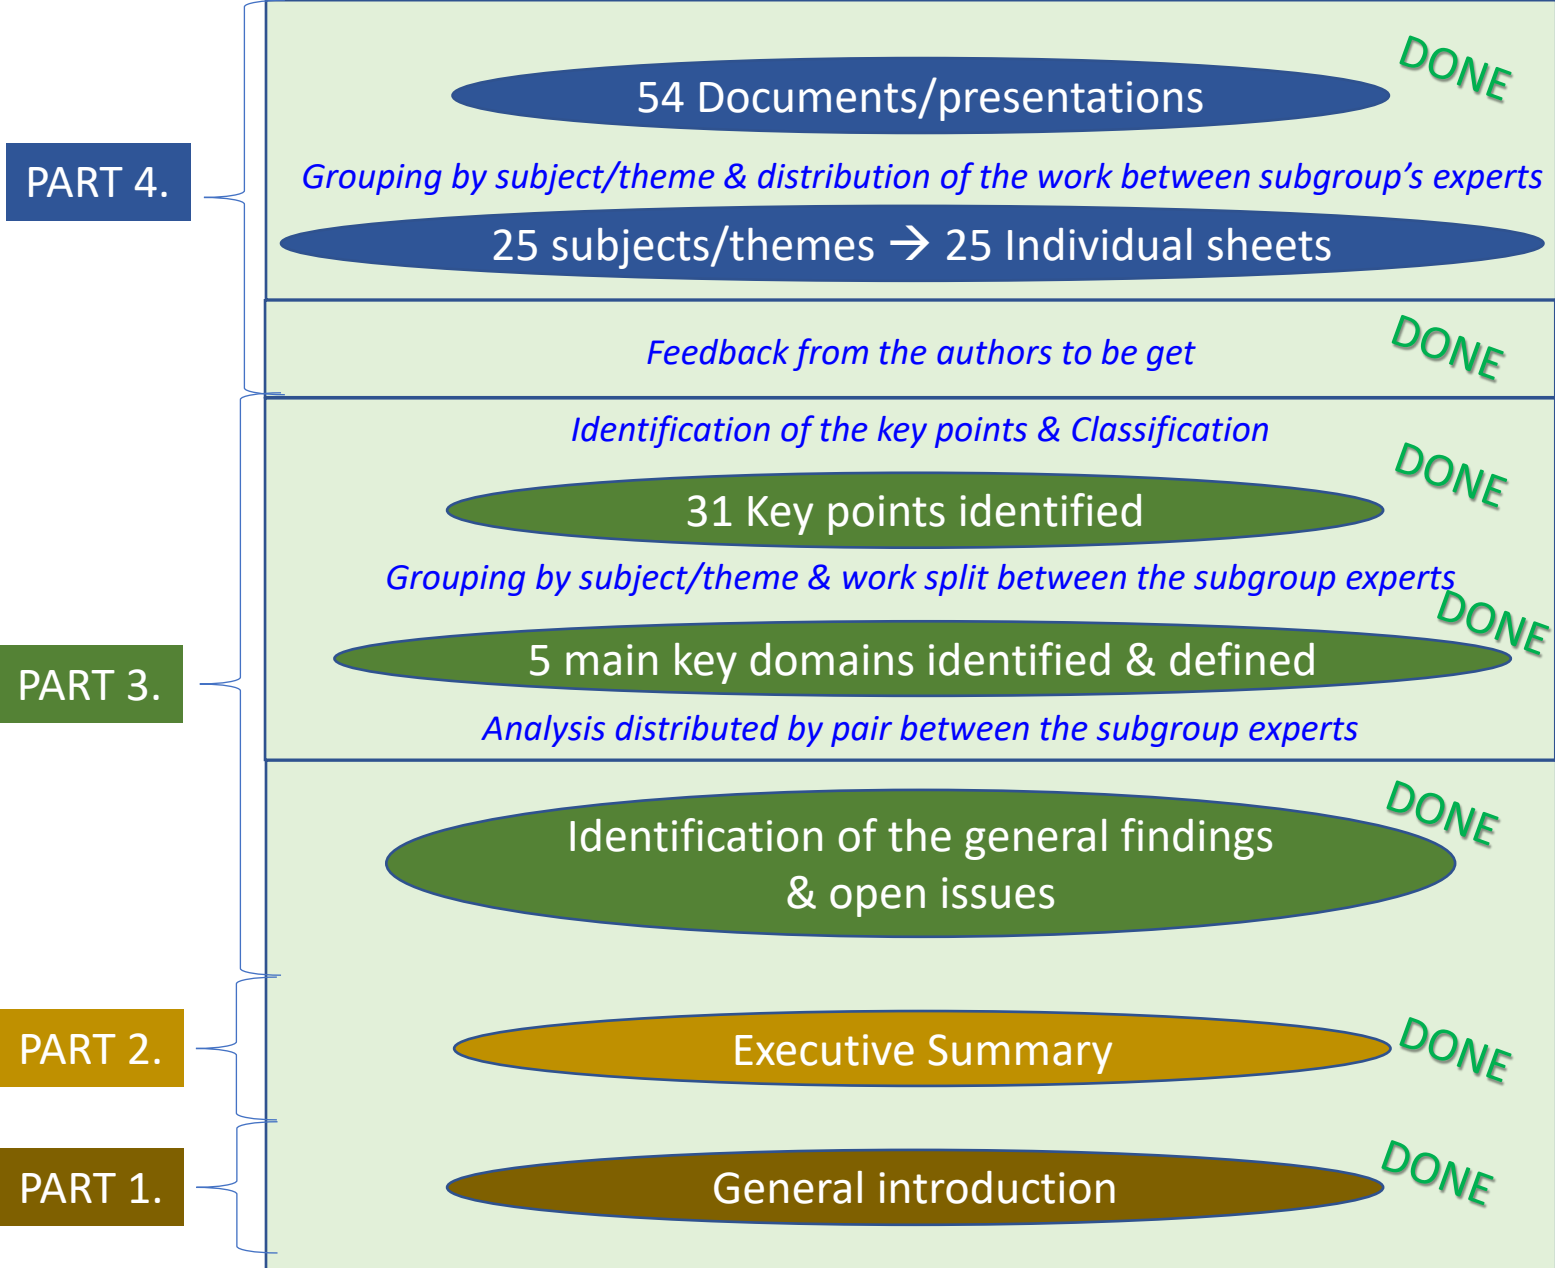 DONE
54 Documents/presentations
PART 4.
Grouping by subject/theme & distribution of the work between subgroup's experts
25 subjects/themes → 25 Individual sheets
DONE
Feedback from the authors to be get
Identification of the key points & Classification
DONE
31 Key points identified
Grouping by subject/theme & work split between the subgroup experts
DONE
5 main key domains identified & defined
PART 3.
Analysis distributed by pair between the subgroup experts
DONE
Identification of the general findings
& open issues
PART 2.
Executive Summary
DONE
PART 1.
General introduction
DONE